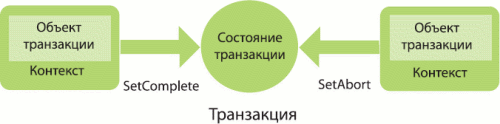 Объект
транзакции
Контекст
SetComplete
Состояние
транзакции
SetAbort
Объект
транзакции
Контекст
Транзакция